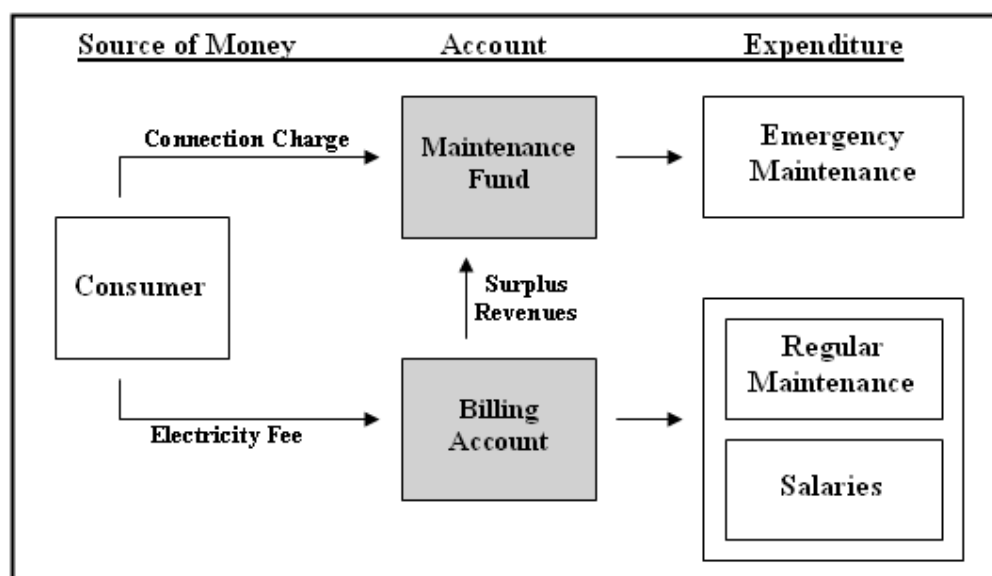 Source of Money Account Expenditure
Connection Charge
Maintenance
Fund
Emergency
Maintenance
Consumer
Surplus
Revenues
Electricity Fee
Billing
Account
Regular
Maintenance
Salaries